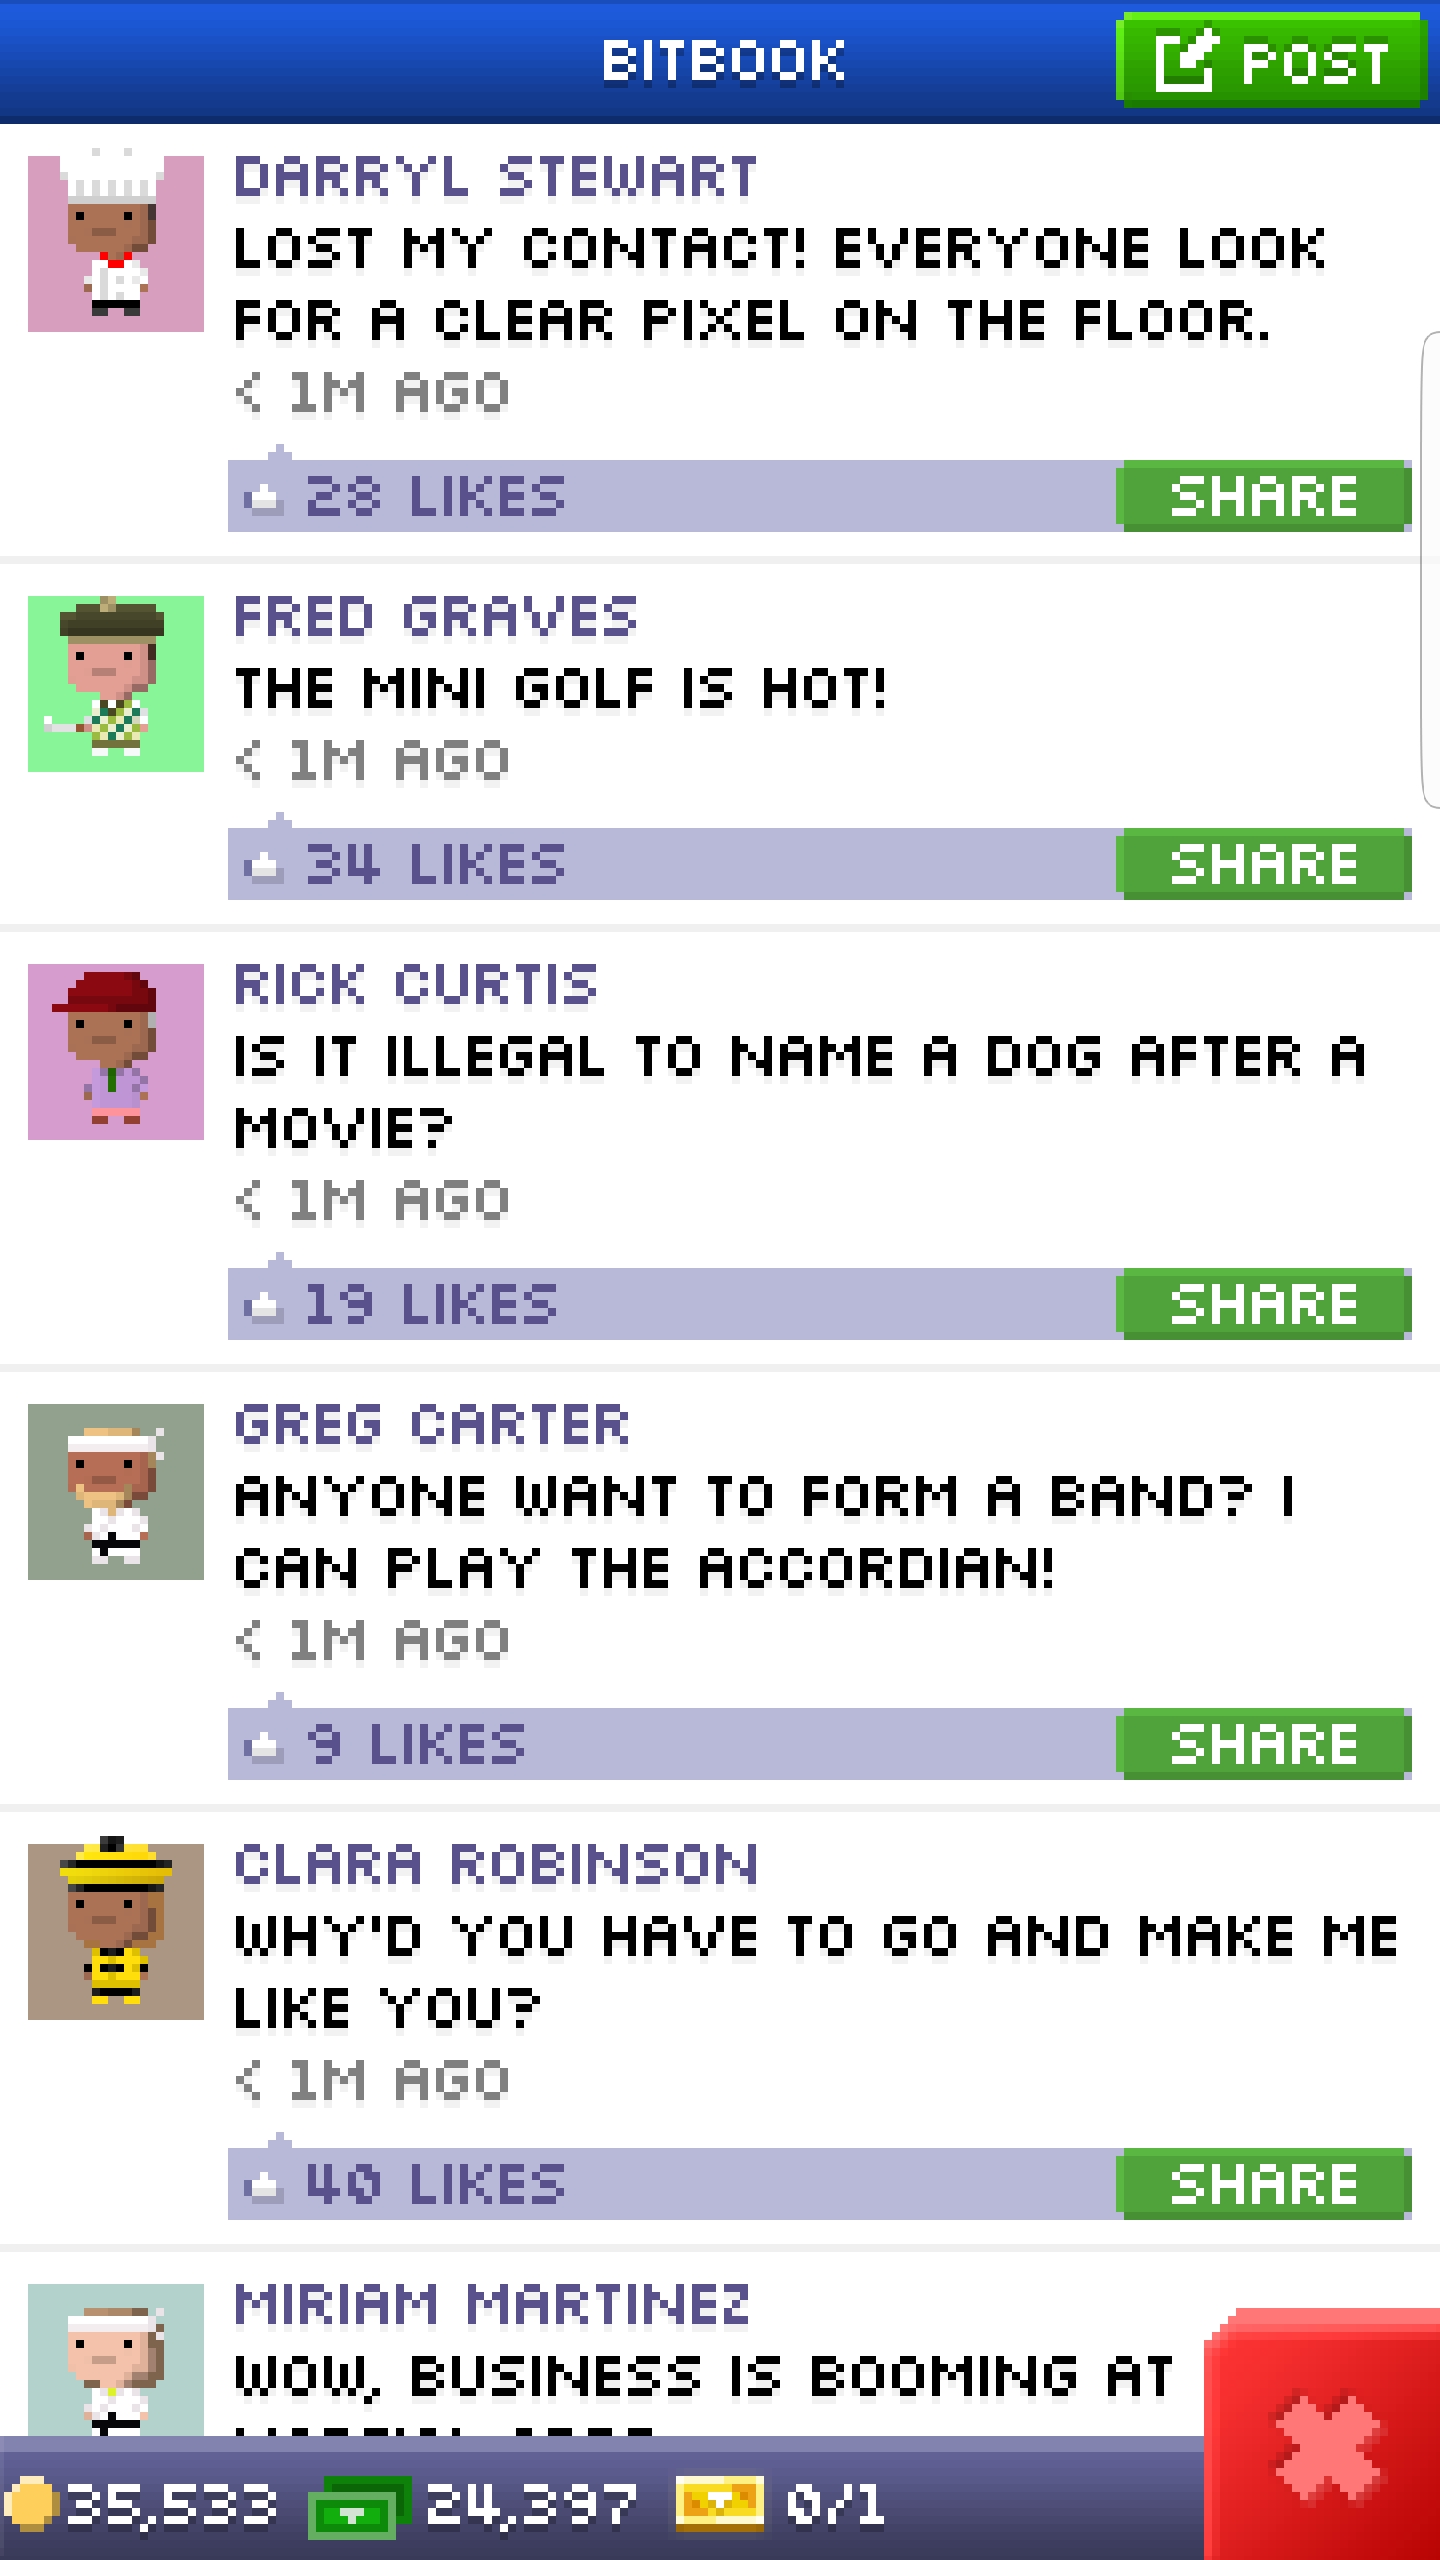 BITBOOK
POST
DARRYL STEWART
LOST MY CONTACT! EVERYONE LOOK
FOR A CLEAR PIXEL ON THE FLOOR.
< 1M AGO
28 LIKES
SHARE
FRED GRAVES
THE MINI GOLF IS HOT!
< 1M AGO
34 LIKES
SHARE
RICK CURTIS
IS IT ILLEGAL TO NAME A DOG AFTER A
MOVIE?
< 1M AGO
19 LIKES
SHARE
GREG CARTER
ANYONE WANT TO FORM A BAND? I
CAN PLAY THE ACCORDIAN!
< 1M AGO
9 LIKES
SHARE
CLARA ROBINSON
WHY'D YOU HAVE TO GO AND MAKE ME
LIKE YOU?
< 1M AGO
40 LIKES
SHARE
MIRIAM MARTINEZ
WOW, BUSINESS IS BOOMING AT
35,533
24,397
0/1